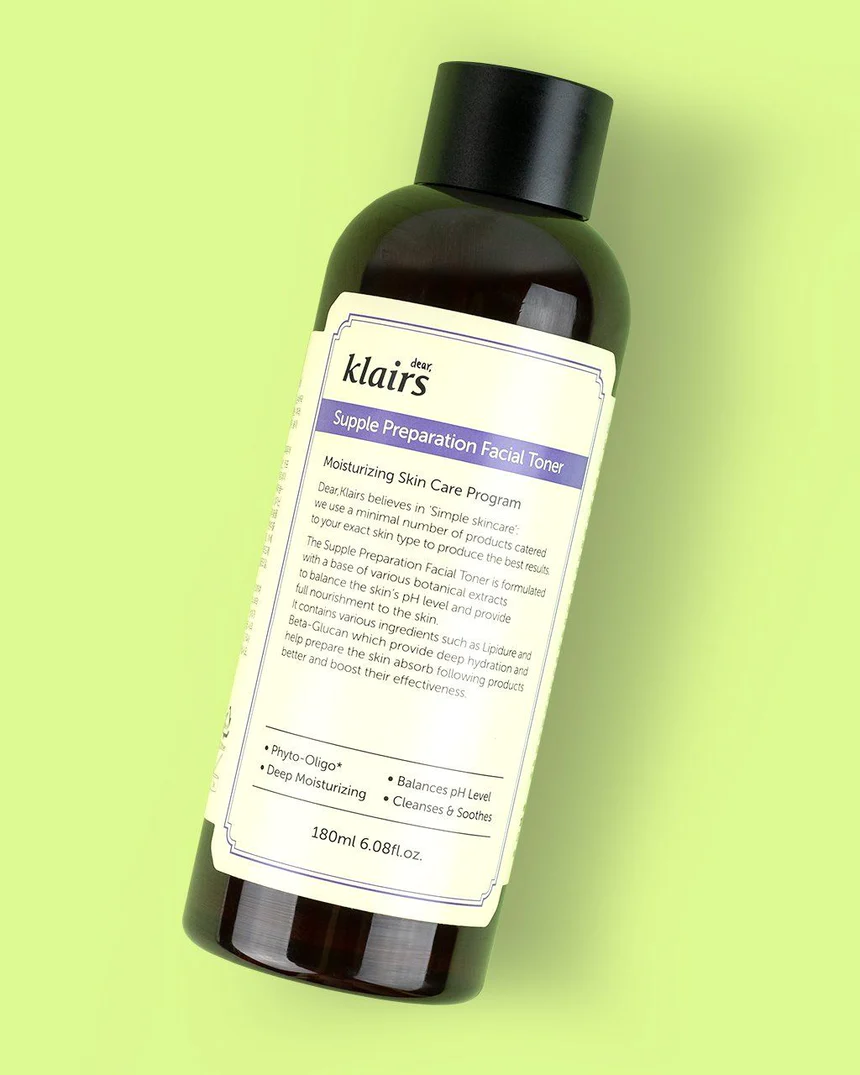 dear,
klairs
Supple Preparation Facial Toner
Moisturizing Skin Care Program
Dear,Klairs believes in 'Simple skincare':
we use a minimal number of products catered
to your exact skin type to produce the best results.
The Supple Preparation Facial Toner is formulated
with a base of various botanical extracts
to balance the skin's pH level and provide
full nourishment to the skin.
It contains various ingredients such as Lipidure and
Beta-Glucan which provide deep hydration and
help prepare the skin absorb following products
better and boost their effectiveness.
• Phyto-Oligo*
• Deep Moisturizing
• Balances pH Level
• Cleanses & Soothes
180ml 6.08fl.oz.